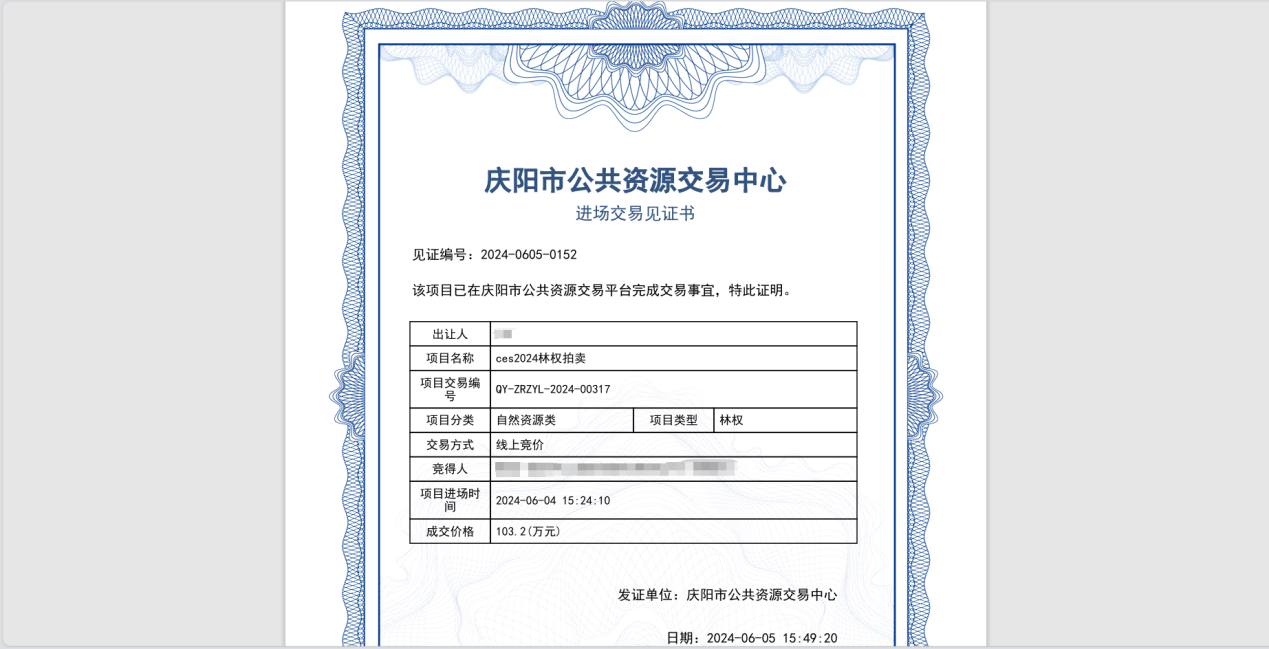 庆阳市公共资源交易中心
进场交易见证书
见证编号：2024-0605-0152
该项目已在庆阳市公共资源交易平台完成交易事宜，特此证明。
出让人
项目名称 ces2024林权拍卖
项目交易编
号 QY-ZRZYL-2024-00317
项目分类 自然资源类 项目类型 林权
交易方式 线上竞价
竞得人
项目进场时
间 2024-06-04 15:24:10
成交价格 103.2(万元)
发证单位：庆阳市公共资源交易中心
日期：2024-06-05 15:49:20